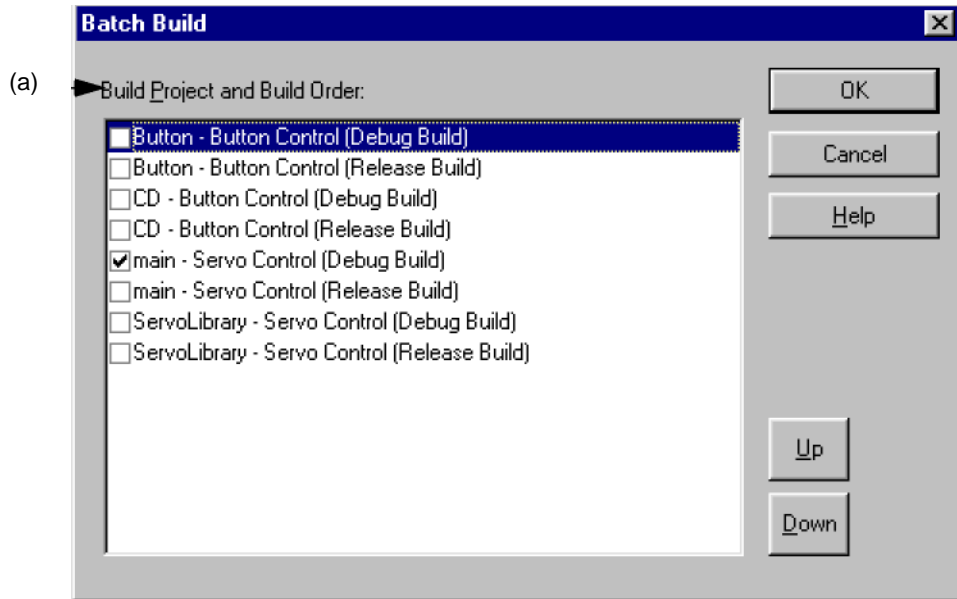 Batch Build
(a)
Build Project and Build Order:
OK
Button - Button Control (Debug Build)
Cancel
Button - Button Control (Release Build)
CD - Button Control (Debug Build)
Help
CD - Button Control (Release Build)
main - Servo Control (Debug Build)
main - Servo Control (Release Build)
ServoLibrary - Servo Control (Debug Build)
ServoLibrary - Servo Control (Release Build)
Up
Down